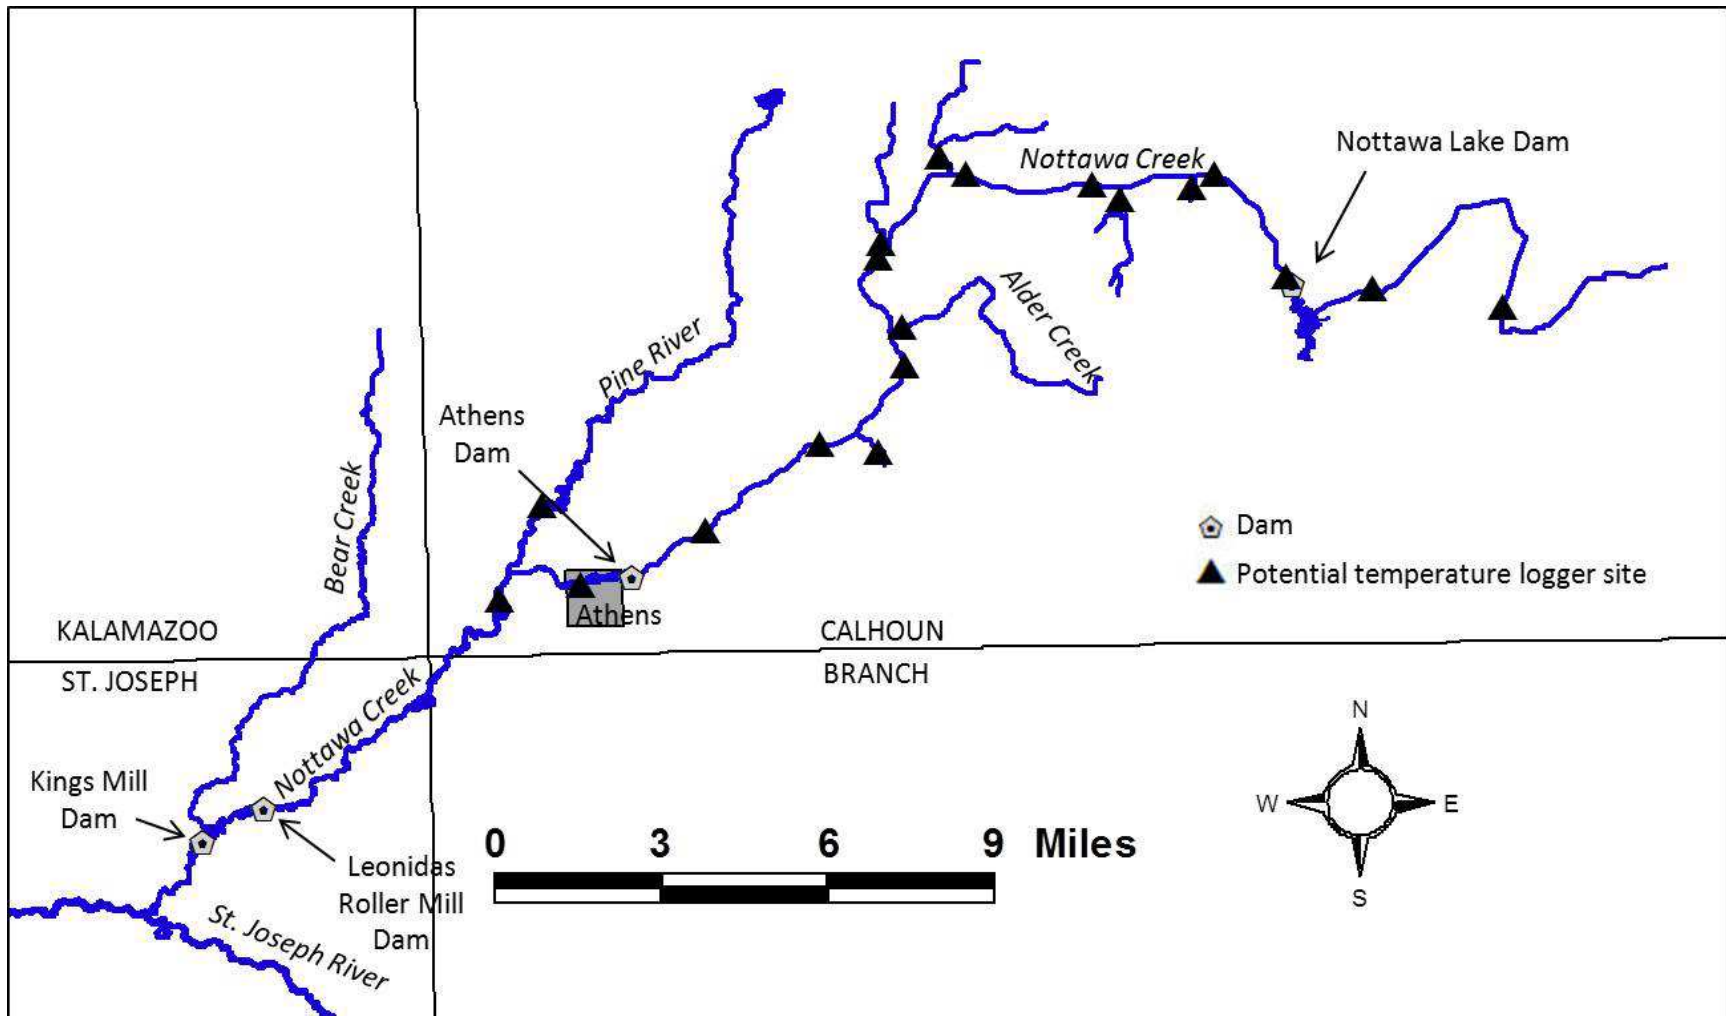 Nottawa Lake Dam
Nottawa Creek
Alder Creek
Pine River
Athens
Dam
Bear Creek
Dam
Potential temperature logger site
Athens
KALAMAZOO
CALHOUN
ST. JOSEPH
BRANCH
Nottawa Creek
N
W
E
S
Kings Mill
Dam
0 3 6 9 Miles
Leonidas
Roller Mill
Dam
St. Joseph River